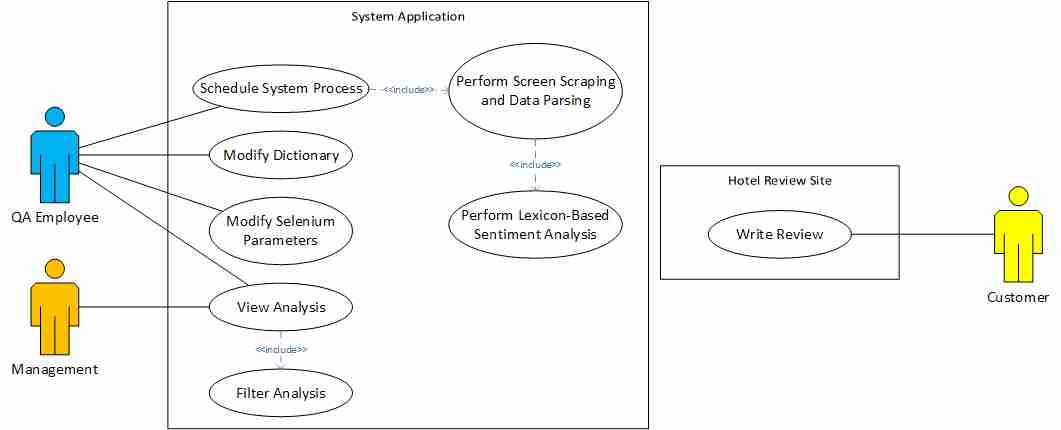 System Application
Schedule System Process
<<include>>
Perform Screen Scraping
and Data Parsing
Modify Dictionary
<<include>>
QA Employee
Modify Selenium
Parameters
Perform Lexicon-Based
Sentiment Analysis
Hotel Review Site
Write Review
Customer
View Analysis
Management
<<include>>
Filter Analysis